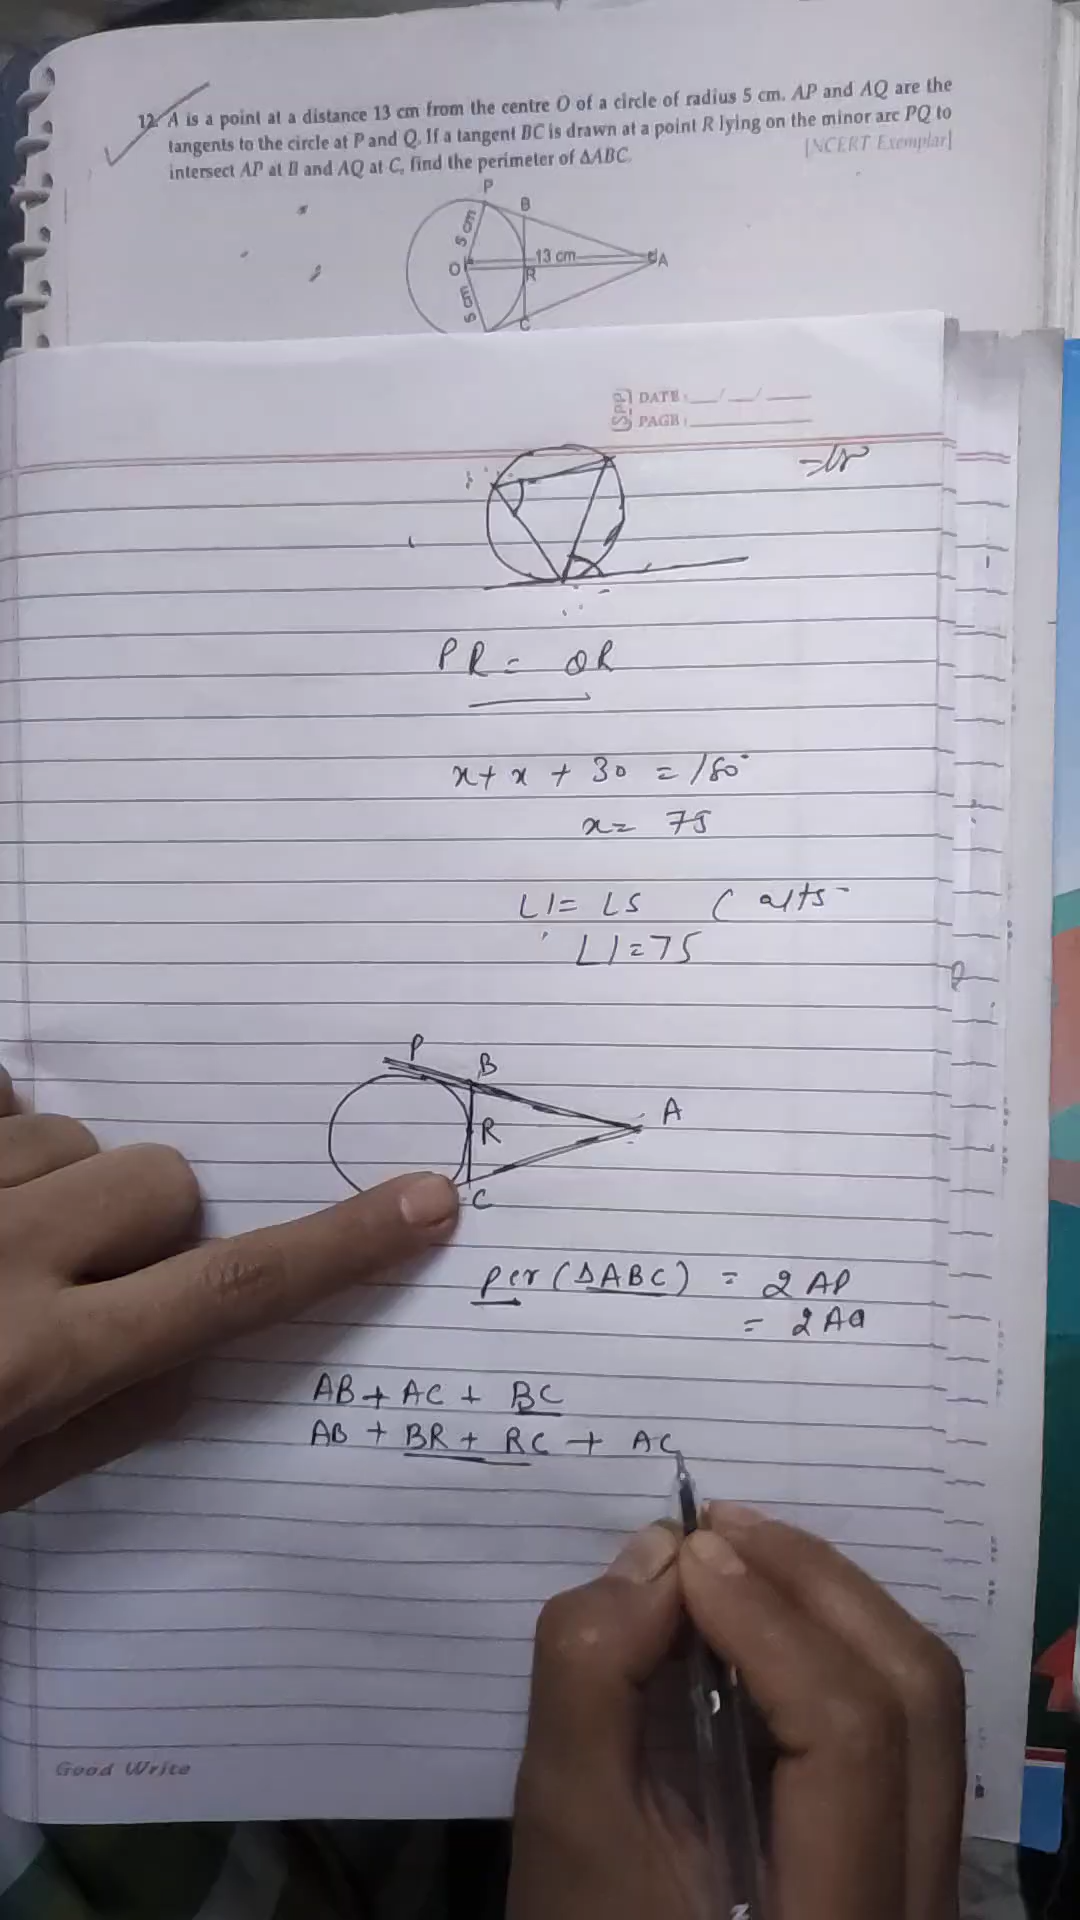 12. A is a point at a distance 13 cm from the centre O of a circle of radius 5 cm. AP and AQ are the
tangents to the circle at P and Q. If a tangent BC is drawn at a point R lying on the minor arc PQ to
intersect AP at B and AQ at C, find the perimeter of ΔABC.
[NCERT Exemplar]
P
B
5 cm
O
13 cm
A
R
5 cm
C
SPP
DATE : __/__/____
PAGE :
PR = QR
x + x + 30 = 180°
x = 75
∠1 = ∠5 ( alts
∠1 = 75
P
B
A
R
C
per (ΔABC) = 2 AP
= 2 AQ
AB + AC + BC
AB + BR + RC + AC
Good Write